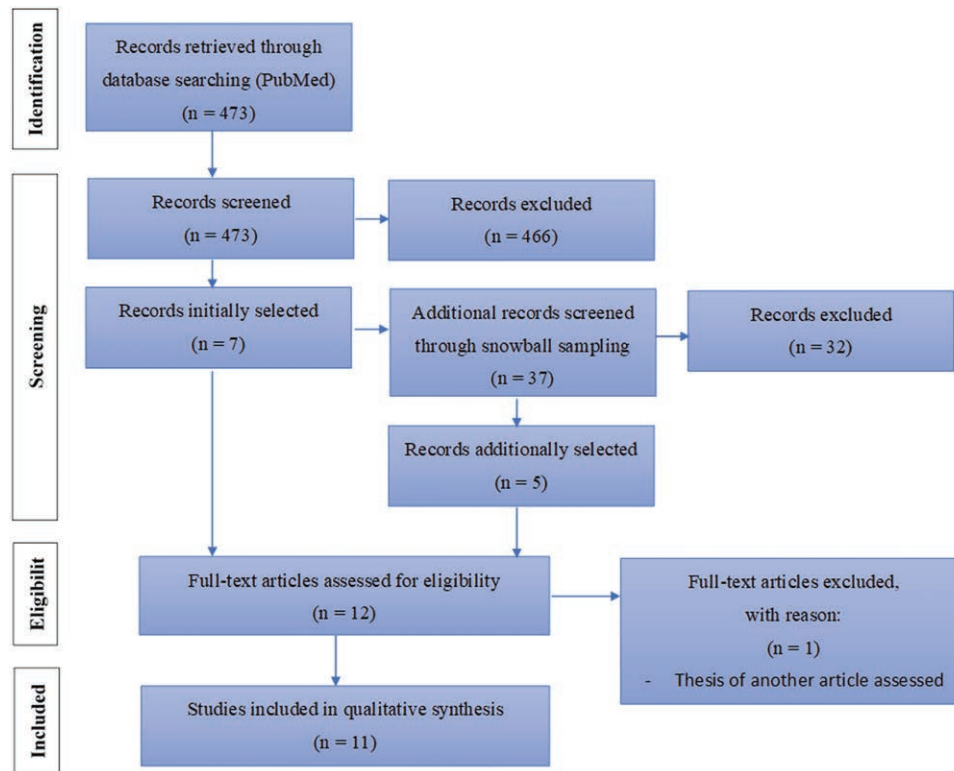 Identification
Records retrieved through
database searching (PubMed)
(n = 473)
Screening
Records screened
(n = 473)
Records excluded
(n = 466)
Records initially selected
(n = 7)
Additional records screened
through snowball sampling
(n = 37)
Records excluded
(n = 32)
Records additionally selected
(n = 5)
Eligibilit
Full-text articles assessed for eligibility
(n = 12)
Full-text articles excluded,
with reason:
(n = 1)
- Thesis of another article assessed
Included
Studies included in qualitative synthesis
(n = 11)